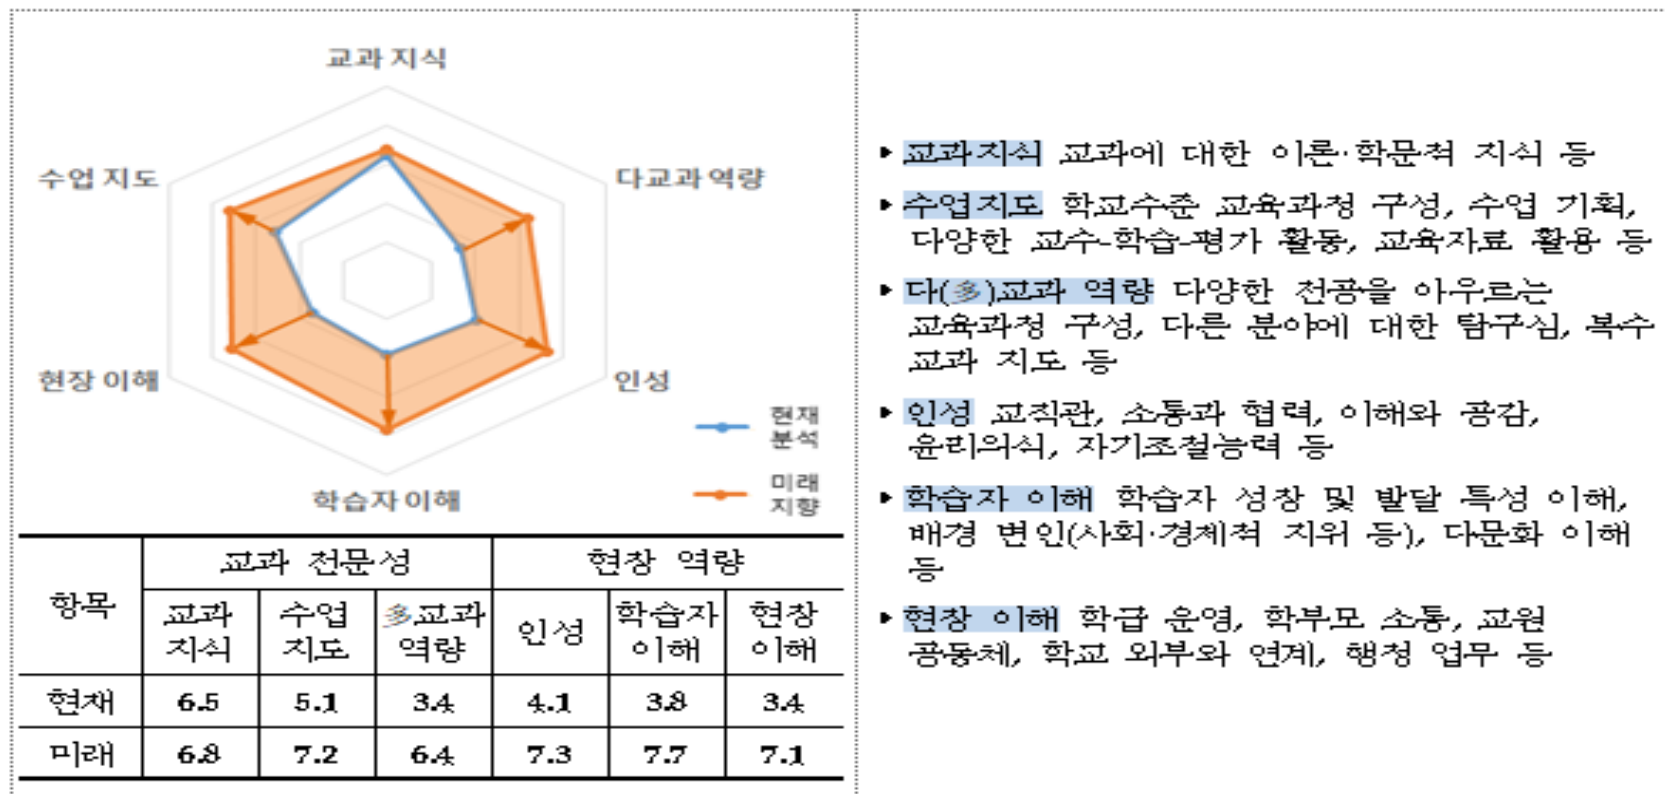 교과 지식
수업 지도
다교과 역량
현장 이해
인성
학습자 이해
현재
분석
미래
지향
항목
교과 전문성
현장 역량
교과
지식
수업
지도
多교과
역량
인성
학습자
이해
현장
이해
현재 6.5 5.1 3.4 4.1 3.8 3.4
미래 6.8 7.2 6.4 7.3 7.7 7.1
▸ 교과지식 교과에 대한 이론·학문적 지식 등
▸ 수업지도 학교수준 교육과정 구성, 수업 기획,
다양한 교수-학습-평가 활동, 교육자료 활용 등
▸ 다(多)교과 역량 다양한 전공을 아우르는
교육과정 구성, 다른 분야에 대한 탐구심, 복수
교과 지도 등
▸ 인성 교직관, 소통과 협력, 이해와 공감,
윤리의식, 자기조절능력 등
▸ 학습자 이해 학습자 성장 및 발달 특성 이해,
배경 변인(사회·경제적 지위 등), 다문화 이해
등
▸ 현장 이해 학급 운영, 학부모 소통, 교원
공동체, 학교 외부와 연계, 행정 업무 등